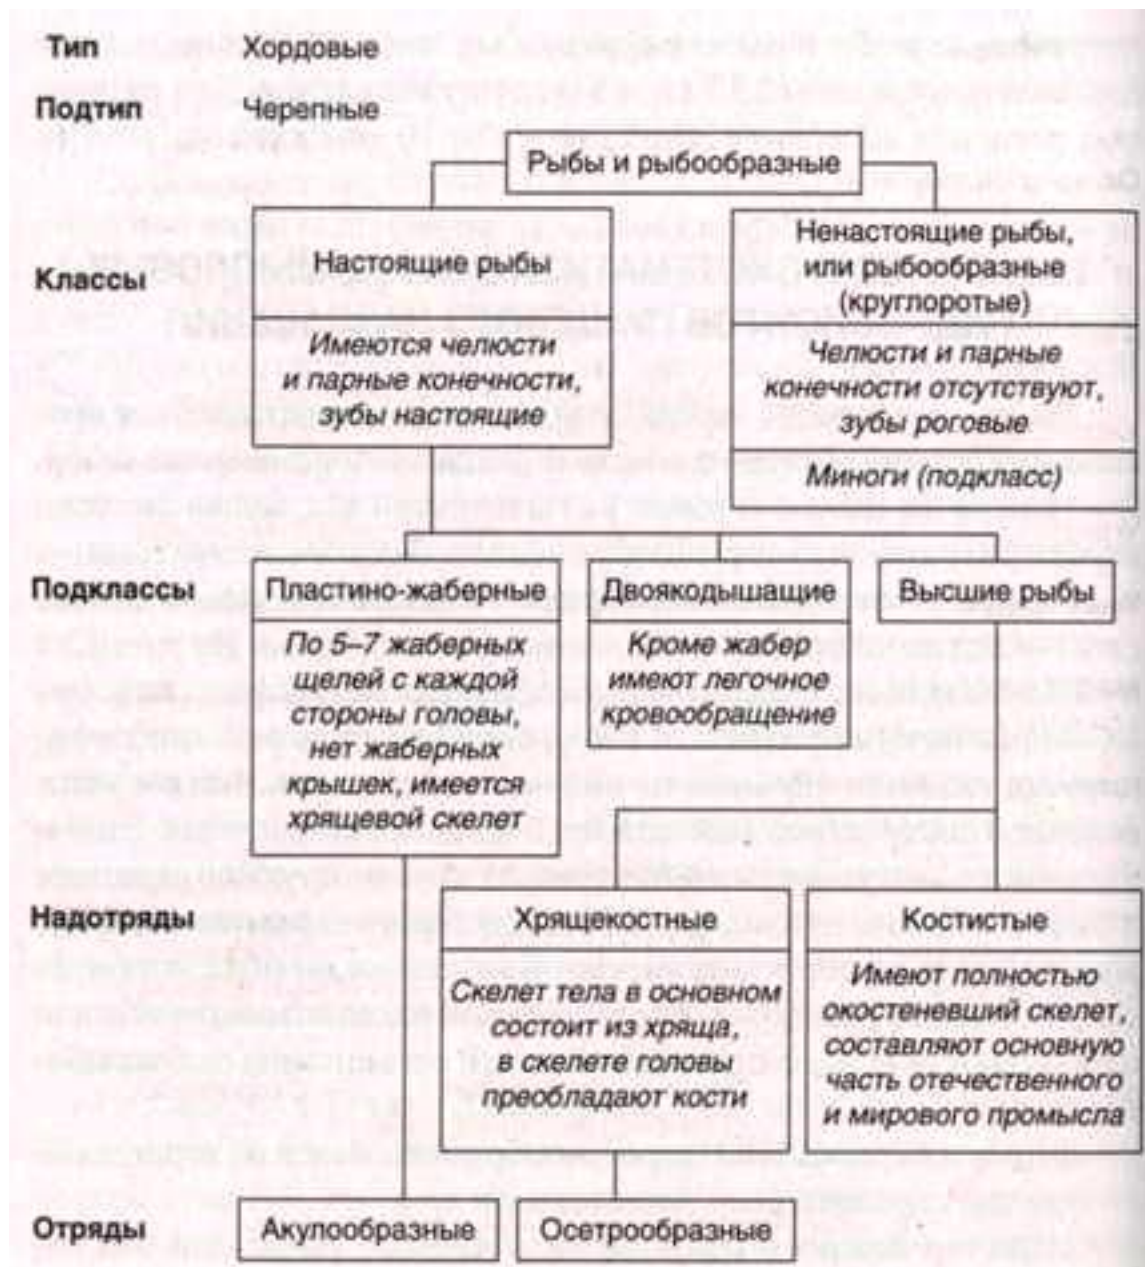 Тип Хордовые
Подтип Черепные
Рыбы и рыбообразные
Классы
Настоящие рыбы
Имеются челюсти
и парные конечности,
зубы настоящие
Ненастоящие рыбы,
или рыбообразные
(круглоротые)
Челюсти и парные
конечности отсутствуют,
зубы роговые
Миноги (подкласс)
Подклассы
Пластино-жаберные
По 5–7 жаберных
щелей с каждой
стороны головы,
нет жаберных
крышек, имеется
хрящевой скелет
Двоякодышащие
Кроме жабер
имеют легочное
кровообращение
Высшие рыбы
Надотряды
Хрящекостные
Скелет тела в основном
состоит из хряща,
в скелете головы
преобладают кости
Костистые
Имеют полностью
окостеневший скелет,
составляют основную
часть отечественного
и мирового промысла
Отряды
Акулообразные
Осетрообразные